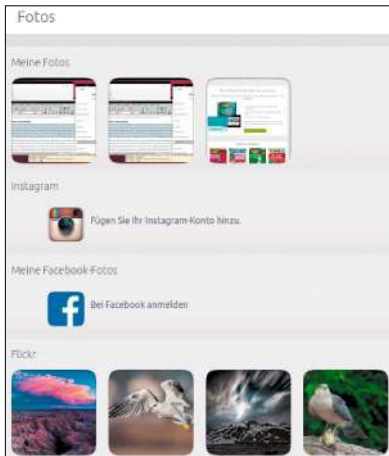 Fotos
Meine Fotos
Instagram
Fügen Sie Ihr Instagram-Konto hinzu.
Meine Facebook-Fotos
Bei Facebook anmelden
Flickr